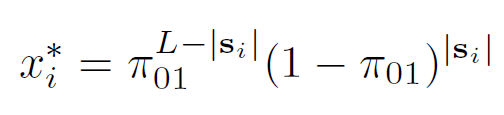 $x_i^* = \pi_{01}^{L-|\mathbf{s}_i|}(1 - \pi_{01})^{|\mathbf{s}_i|}$